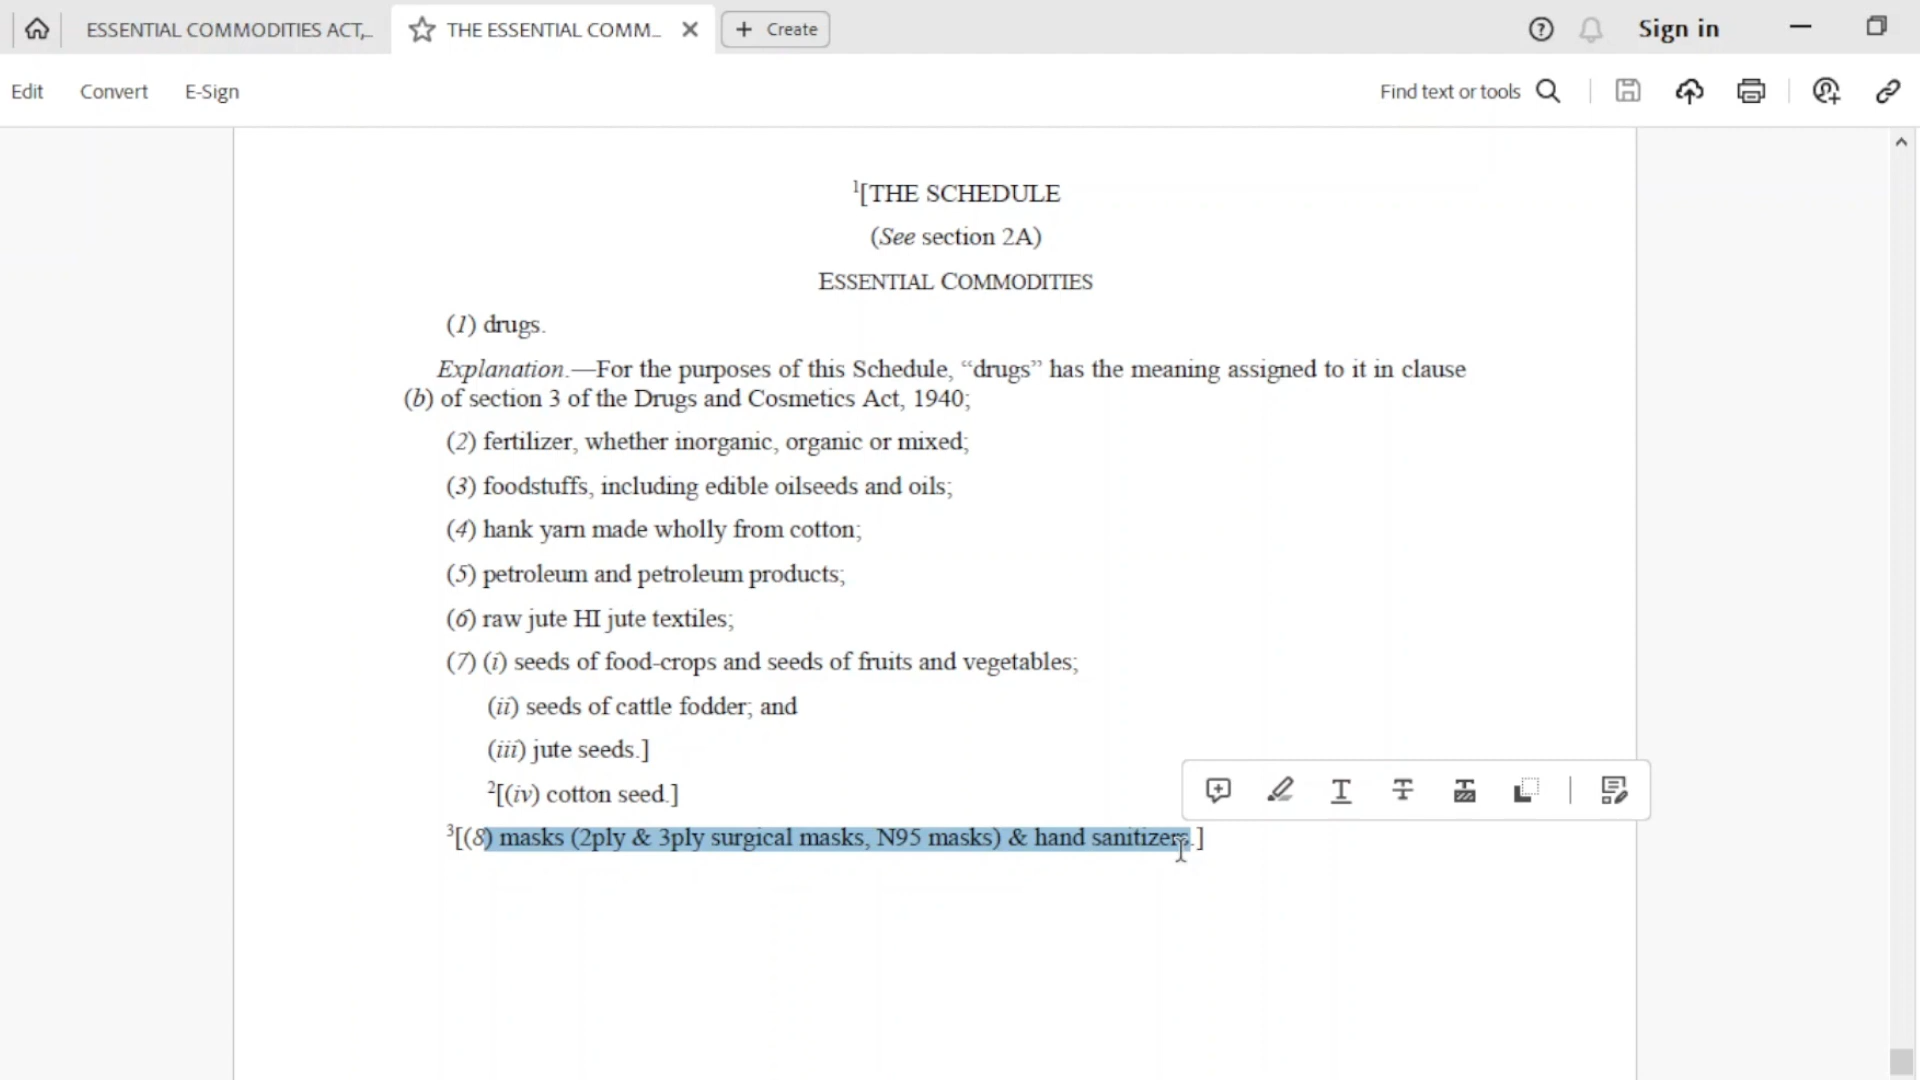 ESSENTIAL COMMODITIES ACT,...
THE ESSENTIAL COMM...
Create
Sign in
Edit
Convert
E-Sign
Find text or tools
1[THE SCHEDULE
(See section 2A)
ESSENTIAL COMMODITIES
(1) drugs.
Explanation.—For the purposes of this Schedule, “drugs” has the meaning assigned to it in clause
(b) of section 3 of the Drugs and Cosmetics Act, 1940;
(2) fertilizer, whether inorganic, organic or mixed;
(3) foodstuffs, including edible oilseeds and oils;
(4) hank yarn made wholly from cotton;
(5) petroleum and petroleum products;
(6) raw jute HI jute textiles;
(7) (i) seeds of food-crops and seeds of fruits and vegetables;
(ii) seeds of cattle fodder; and
(iii) jute seeds.]
2[(iv) cotton seed.]
3[(8) masks (2ply & 3ply surgical masks, N95 masks) & hand sanitizers.]